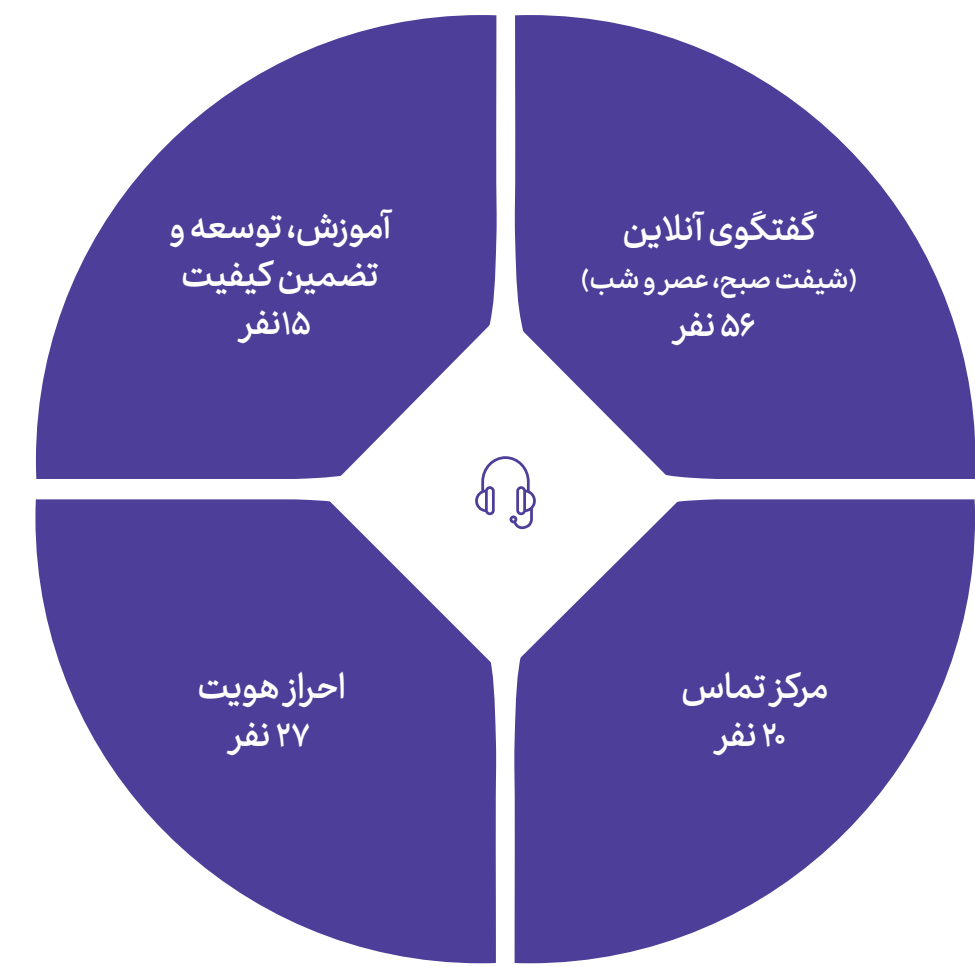 گفتگوی آنلاین
(شیفت صبح، عصر و شب)
۵۶ نفر
آموزش، توسعه و
تضمین کیفیت
۱۵نفر
مرکز تماس
۲۰ نفر
احراز هویت
۲۷ نفر